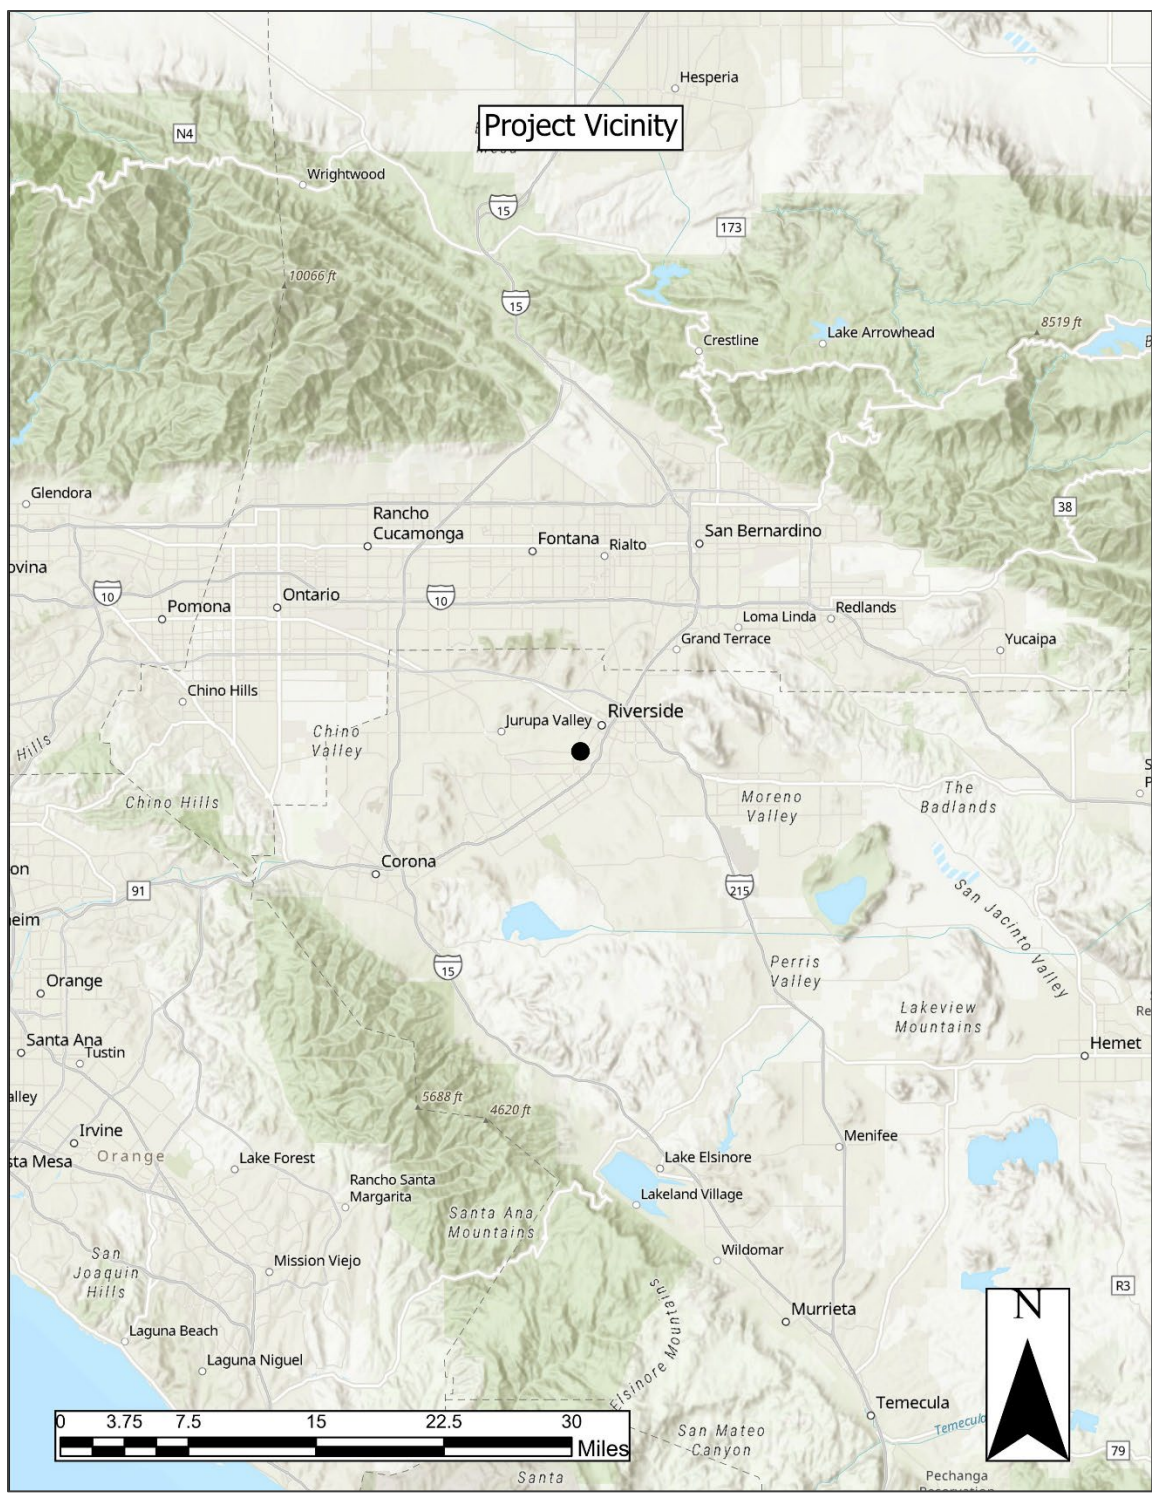 Hesperia
Project Vicinity
N4
Wrightwood
15
173
10066 ft
15
8519 ft
Lake Arrowhead
Crestline
B
Glendora
38
Rancho
Cucamonga
Fontana
San Bernardino
Rialto
ovina
10
10
Ontario
Pomona
Redlands
Loma Linda
Grand Terrace
Yucaipa
Chino Hills
Riverside
Jurupa Valley
Chino
Valley
Hills
S
P
Chino Hills
Moreno
Valley
The
Badlands
Corona
on
91
215
eim
San Jacinto Valley
15
Perris
Valley
Orange
Lakeview
Mountains
Re
Santa Ana
Tustin
Hemet
alley
5688 ft
4620 ft
Irvine
Orange
sta Mesa
Menifee
Lake Forest
Lake Elsinore
Rancho Santa
Margarita
Lakeland Village
Santa Ana
Mountains
San
Joaquin
Hills
Mission Viejo
Wildomar
R3
Elsinore Mountains
N
Murrieta
Laguna Beach
Laguna Niguel
Temecula
Temecula
0 3.75 7.5 15 22.5 30
Miles
San Mateo
Canyon
79
Santa
Pechanga
Reservation